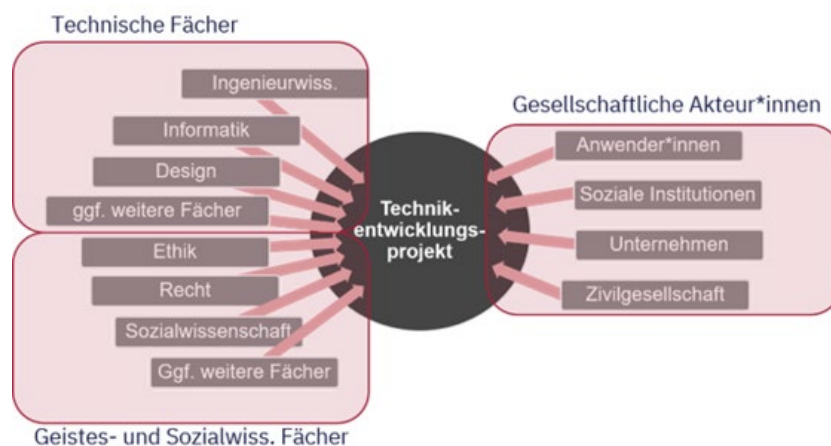 Technische Fächer
Ingenieurwiss.
Informatik
Design
ggf. weitere Fächer
Ethik
Recht
Sozialwissenschaft
Ggf. weitere Fächer
Geistes- und Sozialwiss. Fächer
Technik-
entwicklungs-
projekt
Gesellschaftliche Akteur*innen
Anwender*innen
Soziale Institutionen
Unternehmen
Zivilgesellschaft